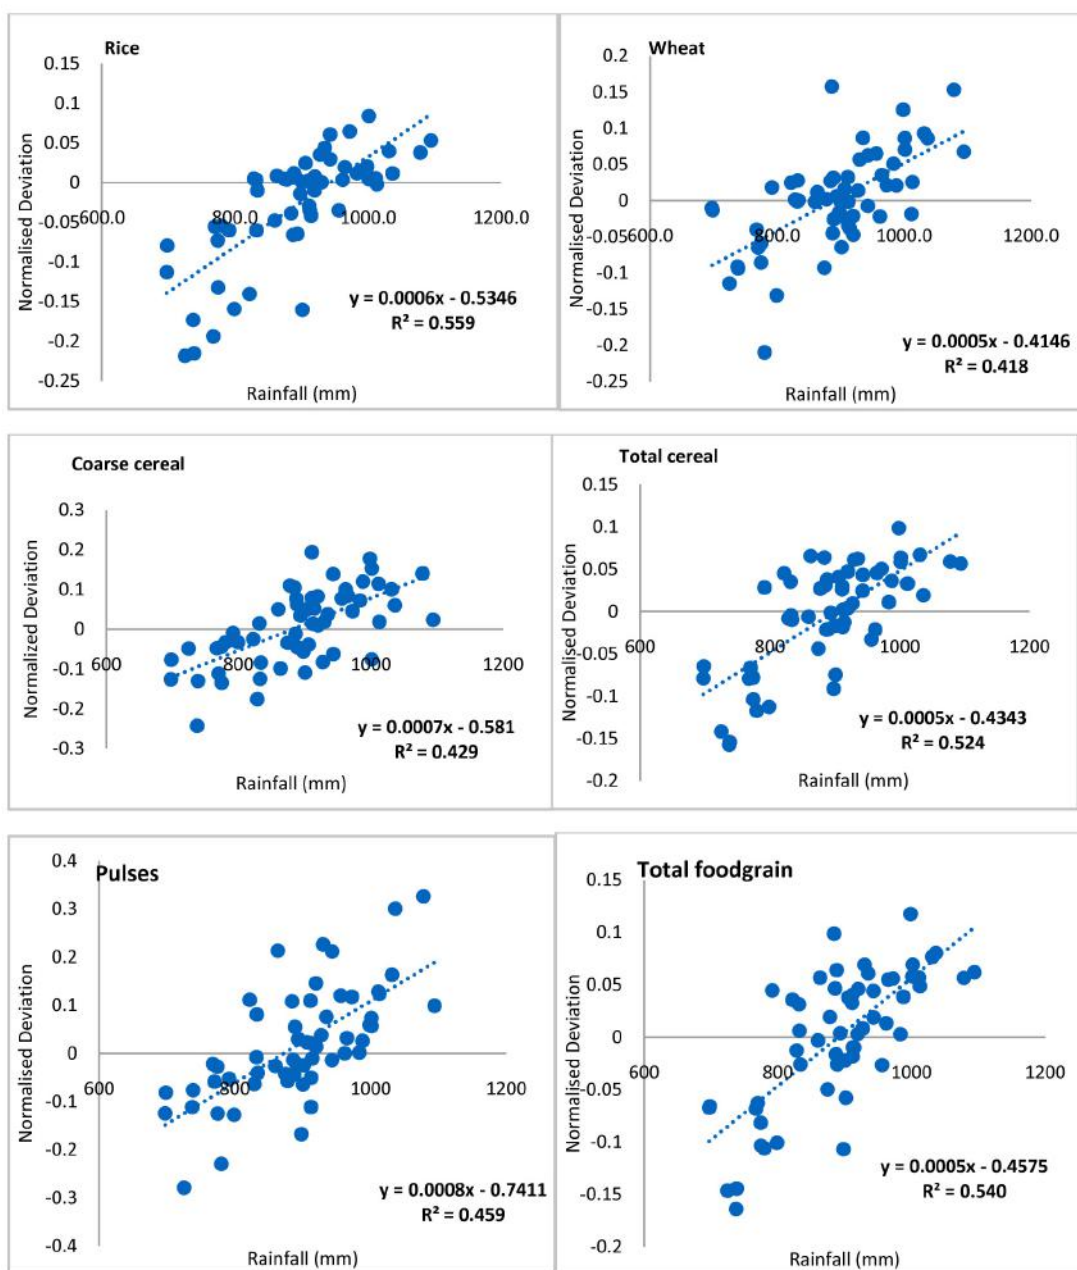 Rice
Normalised Deviation
0.15
0.1
0.05
0
-0.05
-0.1
-0.15
-0.2
-0.25
600.0 800.0 1000.0 1200.0
y = 0.0006x - 0.5346
R² = 0.559
Rainfall (mm)
Wheat
Normalised Deviation
0.2
0.15
0.1
0.05
0
-0.05
-0.1
-0.15
-0.2
-0.25
600.0 800.0 1000.0 1200.0
y = 0.0005x - 0.4146
R² = 0.418
Rainfall (mm)
Coarse cereal
Normalized Deviation
0.3
0.2
0.1
0
-0.1
-0.2
-0.3
600 800 1000 1200
y = 0.0007x - 0.581
R² = 0.429
Rainfall (mm)
Total cereal
Normalised Deviation
0.15
0.1
0.05
0
-0.05
-0.1
-0.15
-0.2
600 800 1000 1200
y = 0.0005x - 0.4343
R² = 0.524
Rainfall (mm)
Pulses
Normalised Deviation
0.4
0.3
0.2
0.1
0
-0.1
-0.2
-0.3
-0.4
600 800 1000 1200
y = 0.0008x - 0.7411
R² = 0.459
Rainfall (mm)
Total foodgrain
Normalised Deviation
0.15
0.1
0.05
0
-0.05
-0.1
-0.15
-0.2
600 800 1000 1200
y = 0.0005x - 0.4575
R² = 0.540
Rainfall (mm)